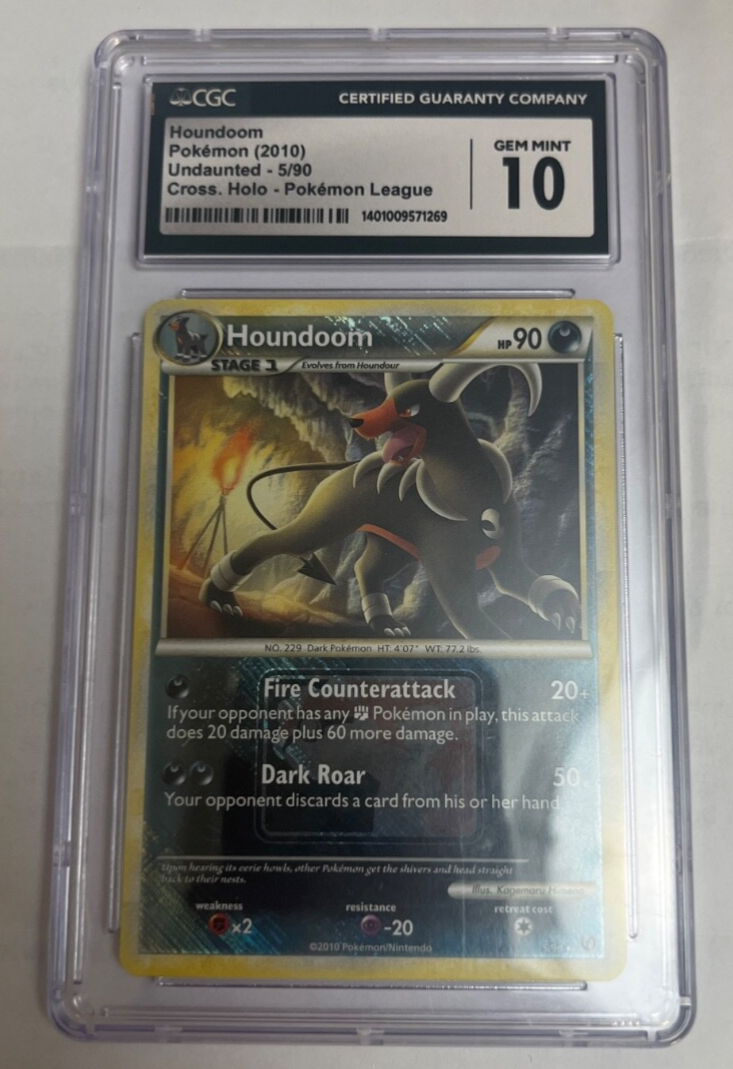 CGC CERTIFIED GUARANTY COMPANY
Houndoom
Pokémon (2010)
Undaunted - 5/90
Cross. Holo - Pokémon League
1401009571269
GEM MINT
10
Houndoom HP 90
STAGE 1 Evolves from Houndour
NO. 229 Dark Pokémon HT: 4'07" WT: 77.2 lbs.
Fire Counterattack 20+
If your opponent has any Pokémon in play, this attack
does 20 damage plus 60 more damage.
Dark Roar 50
Your opponent discards a card from his or her hand
Upon hearing its eerie howls, other Pokémon get the shivers and head straight
back to their nests.
Illus. Kagemaru Himeno
weakness resistance retreat cost
x2 -20
©2010 Pokémon/Nintendo